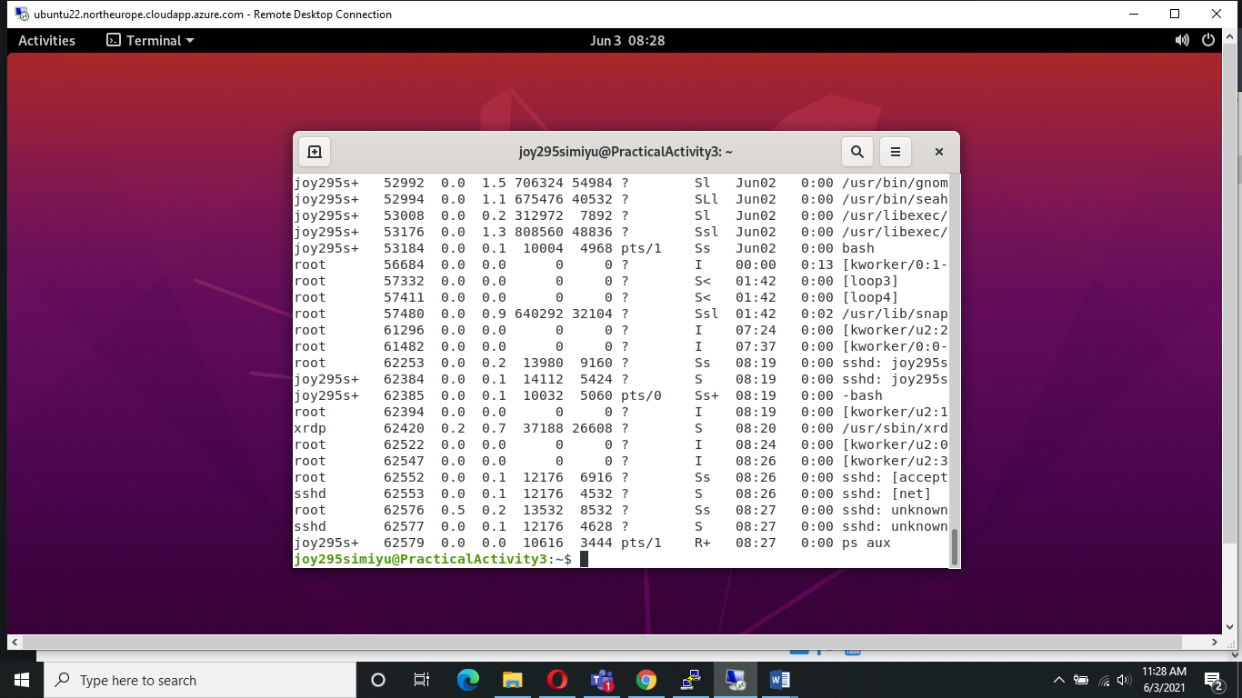 ubuntu22.northeurope.cloudapp.azure.com - Remote Desktop Connection
Activities Terminal Jun 3 08:28
joy295simiyu@PracticalActivity3: ~
joy295s+ 52992 0.0 1.5 706324 54984 ? Sl Jun02 0:00 /usr/bin/gnom
joy295s+ 52994 0.0 1.1 675476 40532 ? SLl Jun02 0:00 /usr/bin/seah
joy295s+ 53008 0.0 0.2 312972 7892 ? Sl Jun02 0:00 /usr/libexec/
joy295s+ 53176 0.0 1.3 808560 48836 ? Ssl Jun02 0:00 /usr/libexec/
joy295s+ 53184 0.0 0.1 10004 4968 pts/1 Ss Jun02 0:00 bash
root 56684 0.0 0.0 0 0 ? I 00:00 0:13 [kworker/0:1-
root 57332 0.0 0.0 0 0 ? S< 01:42 0:00 [loop3]
root 57411 0.0 0.0 0 0 ? S< 01:42 0:00 [loop4]
root 57480 0.0 0.9 640292 32104 ? Ssl 01:42 0:02 /usr/lib/snap
root 61296 0.0 0.0 0 0 ? I 07:24 0:00 [kworker/u2:2
root 61482 0.0 0.0 0 0 ? I 07:37 0:00 [kworker/0:0-
root 62253 0.0 0.2 13980 9160 ? Ss 08:19 0:00 sshd: joy295s
joy295s+ 62384 0.0 0.1 14112 5424 ? S 08:19 0:00 sshd: joy295s
joy295s+ 62385 0.0 0.1 10032 5060 pts/0 Ss+ 08:19 0:00 -bash
root 62394 0.0 0.0 0 0 ? I 08:19 0:00 [kworker/u2:1
xrdp 62420 0.2 0.7 37188 26608 ? S 08:20 0:00 /usr/sbin/xrd
root 62522 0.0 0.0 0 0 ? I 08:24 0:00 [kworker/u2:0
root 62547 0.0 0.0 0 0 ? I 08:26 0:00 [kworker/u2:3
root 62552 0.0 0.1 12176 6916 ? Ss 08:26 0:00 sshd: [accept
sshd 62553 0.0 0.1 12176 4532 ? S 08:26 0:00 sshd: [net]
root 62576 0.5 0.2 13532 8532 ? Ss 08:27 0:00 sshd: unknown
sshd 62577 0.0 0.1 12176 4628 ? S 08:27 0:00 sshd: unknown
joy295s+ 62579 0.0 0.0 10616 3444 pts/1 R+ 08:27 0:00 ps aux
joy295simiyu@PracticalActivity3:~$
Type here to search
1
11:28 AM
6/3/2021
2